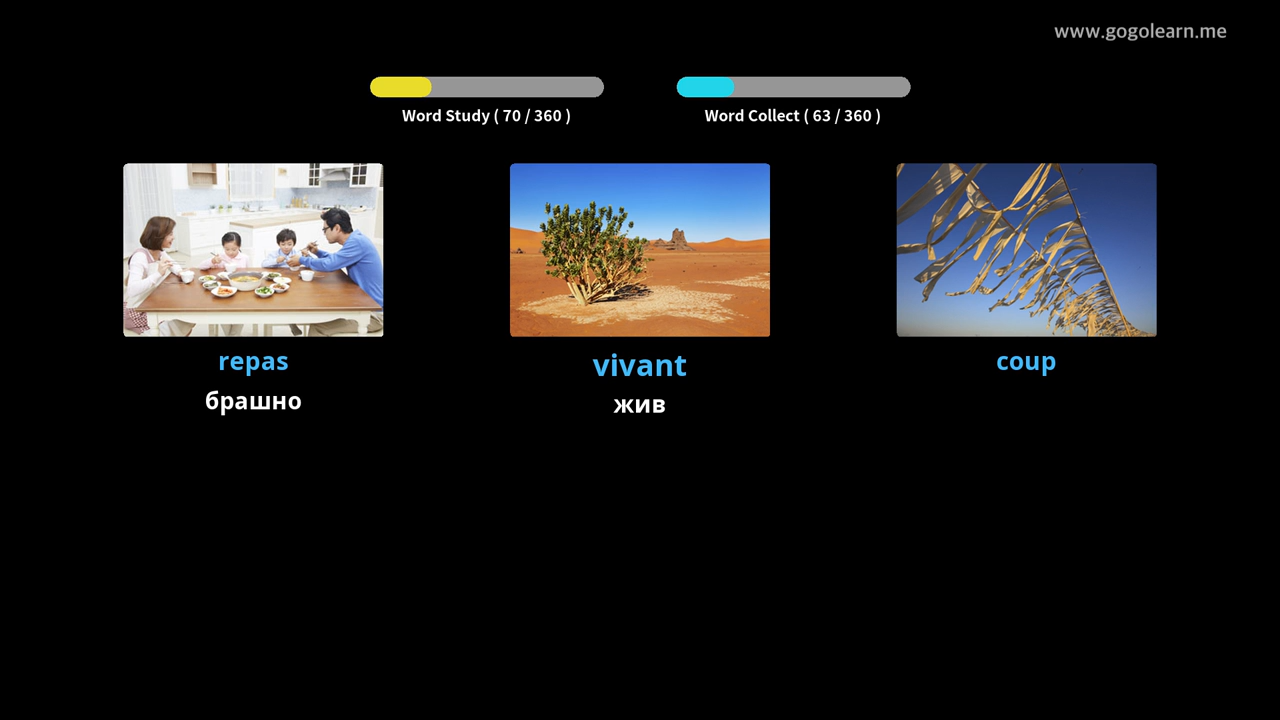 www.gogolearn.me
Word Study ( 70 / 360 )
Word Collect ( 63 / 360 )
repas
брашно
vivant
жив
coup